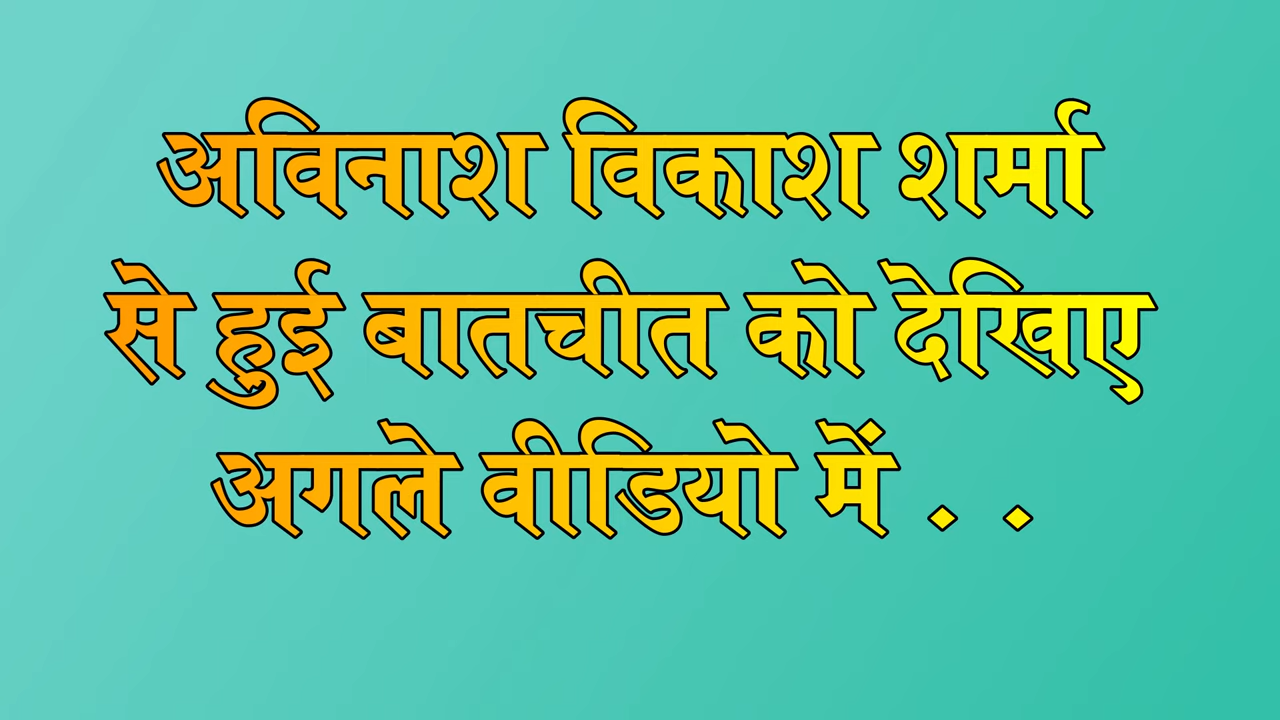 अविनाश विकाश शर्मा
से हुई बातचीत को देखिए
अगले वीडियो में . .